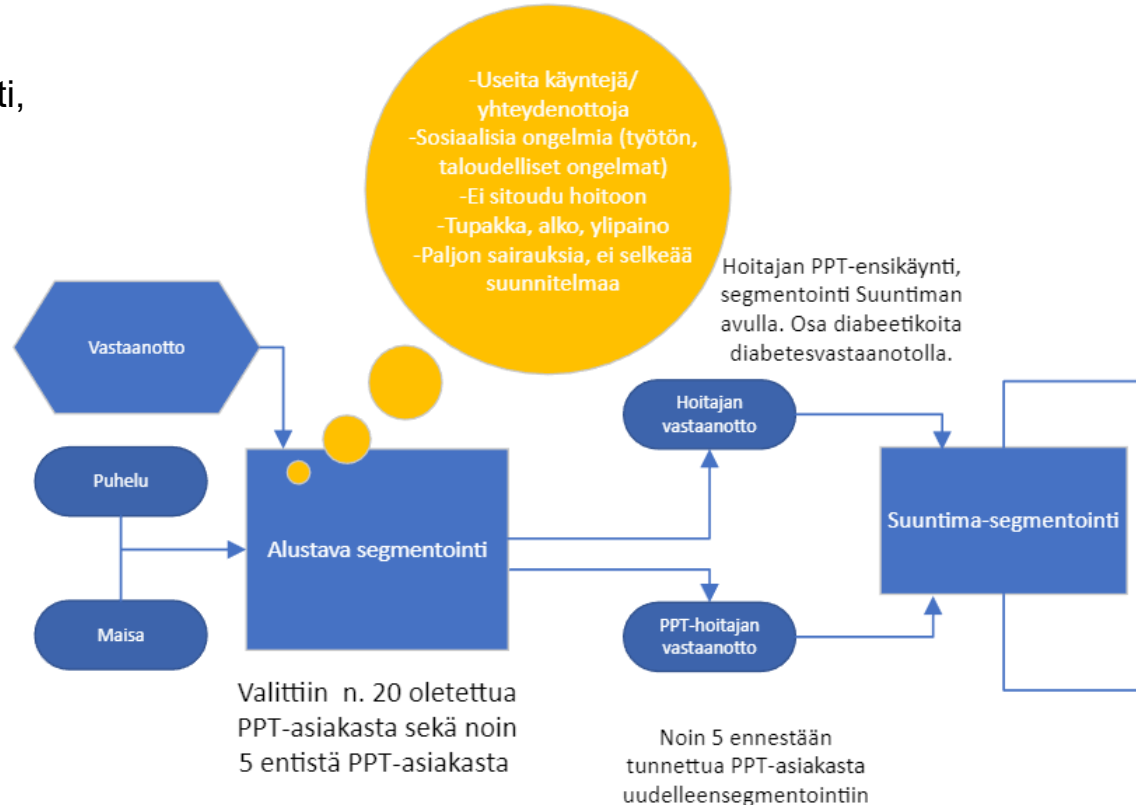 ti,
-Useita käyntejä/
yhteydenottoja
-Sosiaalisia ongelmia (työtön,
taloudelliset ongelmat)
-Ei sitoudu hoitoon
-Tupakka, alko, ylipaino
-Paljon sairauksia, ei selkeää
suunnitelmaa
Hoitajan PPT-ensikäynti,
segmentointi Suuntiman
avulla. Osa diabeetikoita
diabetesvastaanotolla.
Vastaanotto
Puhelu
Maisa
Alustava segmentointi
Hoitajan
vastaanotto
PPT-hoitajan
vastaanotto
Suuntima-segmentointi
Valittiin n. 20 oletettua
PPT-asiakasta sekä noin
5 entistä PPT-asiakasta
Noin 5 ennestään
tunnettua PPT-asiakasta
uudelleensegmentointiin